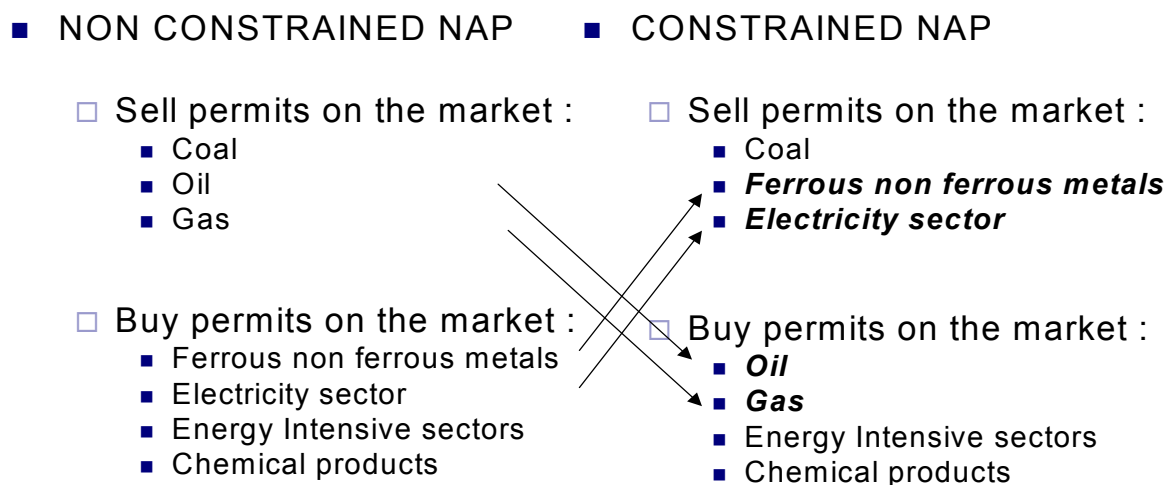 NON CONSTRAINED NAP
Sell permits on the market :
Coal
Oil
Gas
Buy permits on the market :
Ferrous non ferrous metals
Electricity sector
Energy Intensive sectors
Chemical products
CONSTRAINED NAP
Sell permits on the market :
Coal
Ferrous non ferrous metals
Electricity sector
Buy permits on the market :
Oil
Gas
Energy Intensive sectors
Chemical products